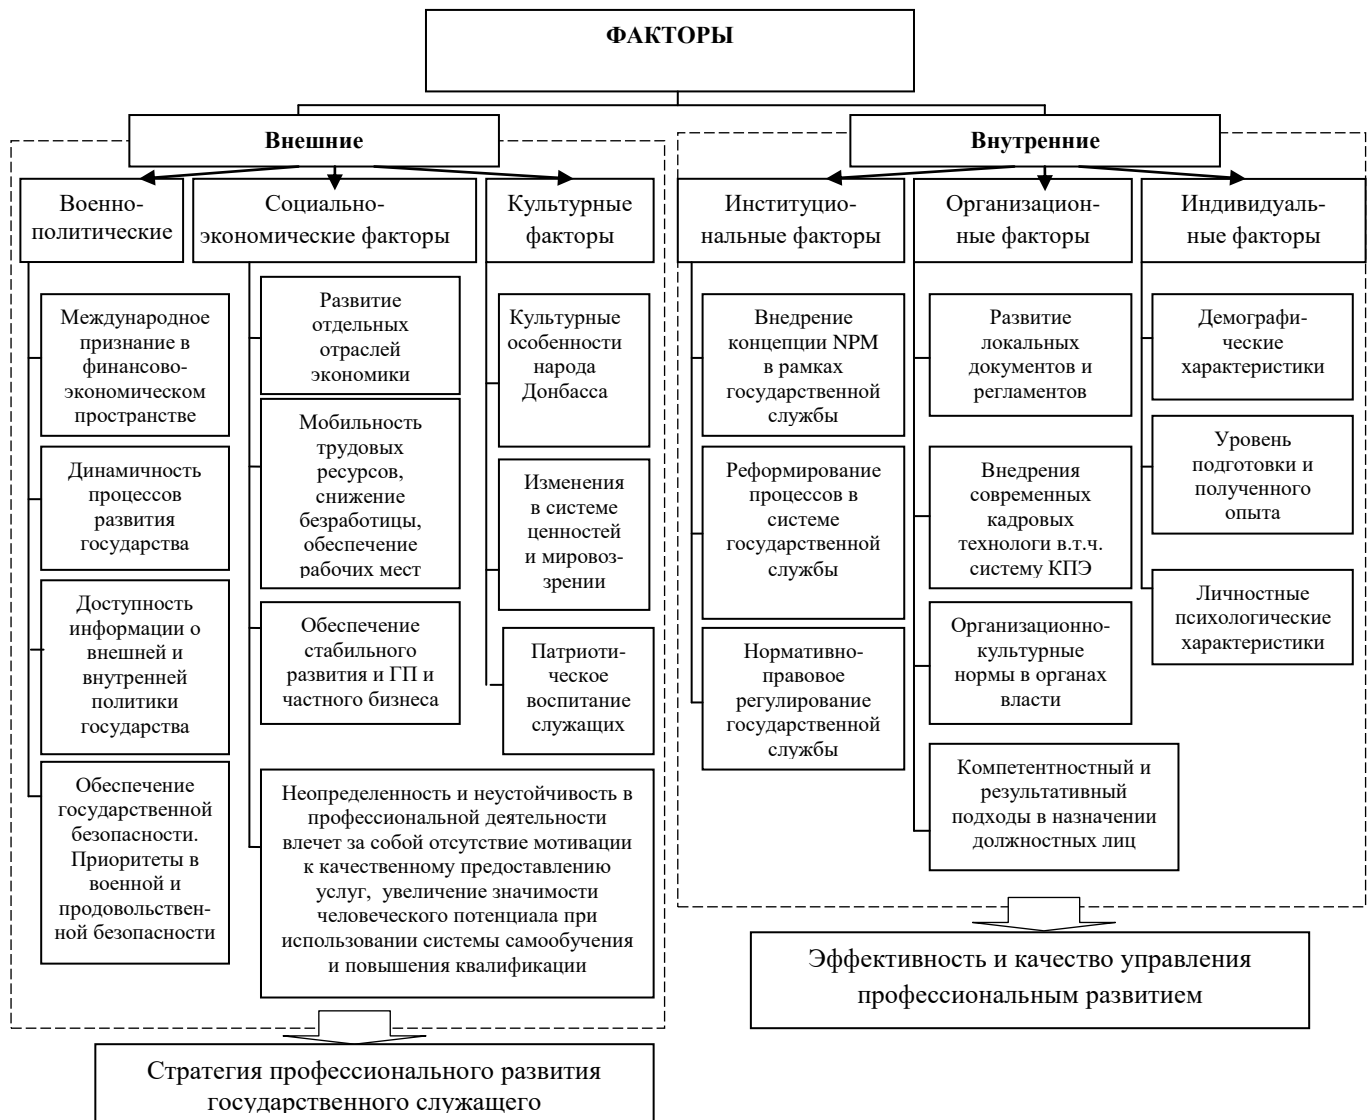 ФАКТОРЫ
Внешние
Военно-
политические
Международное
признание в
финансово-
экономическом
пространстве
Динамичность
процессов
развития
государства
Доступность
информации о
внешней и
внутренней
политики
государства
Обеспечение
государственной
безопасности.
Приоритеты в
военной и
продовольствен-
ной безопасности
Социально-
экономические факторы
Развитие
отдельных
отраслей
экономики
Мобильность
трудовых
ресурсов,
снижение
безработицы,
обеспечение
рабочих мест
Обеспечение
стабильного
развития и ГП и
частного бизнеса
Неопределенность и неустойчивость в
профессиональной деятельности
влечет за собой отсутствие мотивации
к качественному предоставлению
услуг, увеличение значимости
человеческого потенциала при
использовании системы самообучения
и повышения квалификации
Культурные
факторы
Культурные
особенности
народа
Донбасса
Изменения
в системе
ценностей
и мировоз-
зрении
Патриоти-
ческое
воспитание
служащих
Стратегия профессионального развития
государственного служащего
Внутренние
Институцио-
нальные факторы
Внедрение
концепции NPM
в рамках
государственной
службы
Реформирование
процессов в
системе
государственной
службы
Нормативно-
правовое
регулирование
государственной
службы
Организацион-
ные факторы
Развитие
локальных
документов и
регламентов
Внедрения
современных
кадровых
технологи в.т.ч.
систему КПЭ
Организационно-
культурные
нормы в органах
власти
Компетентностный и
результативный
подходы в назначении
должностных лиц
Индивидуаль-
ные факторы
Демографи-
ческие
характеристики
Уровень
подготовки и
полученного
опыта
Личностные
психологические
характеристики
Эффективность и качество управления
профессиональным развитием